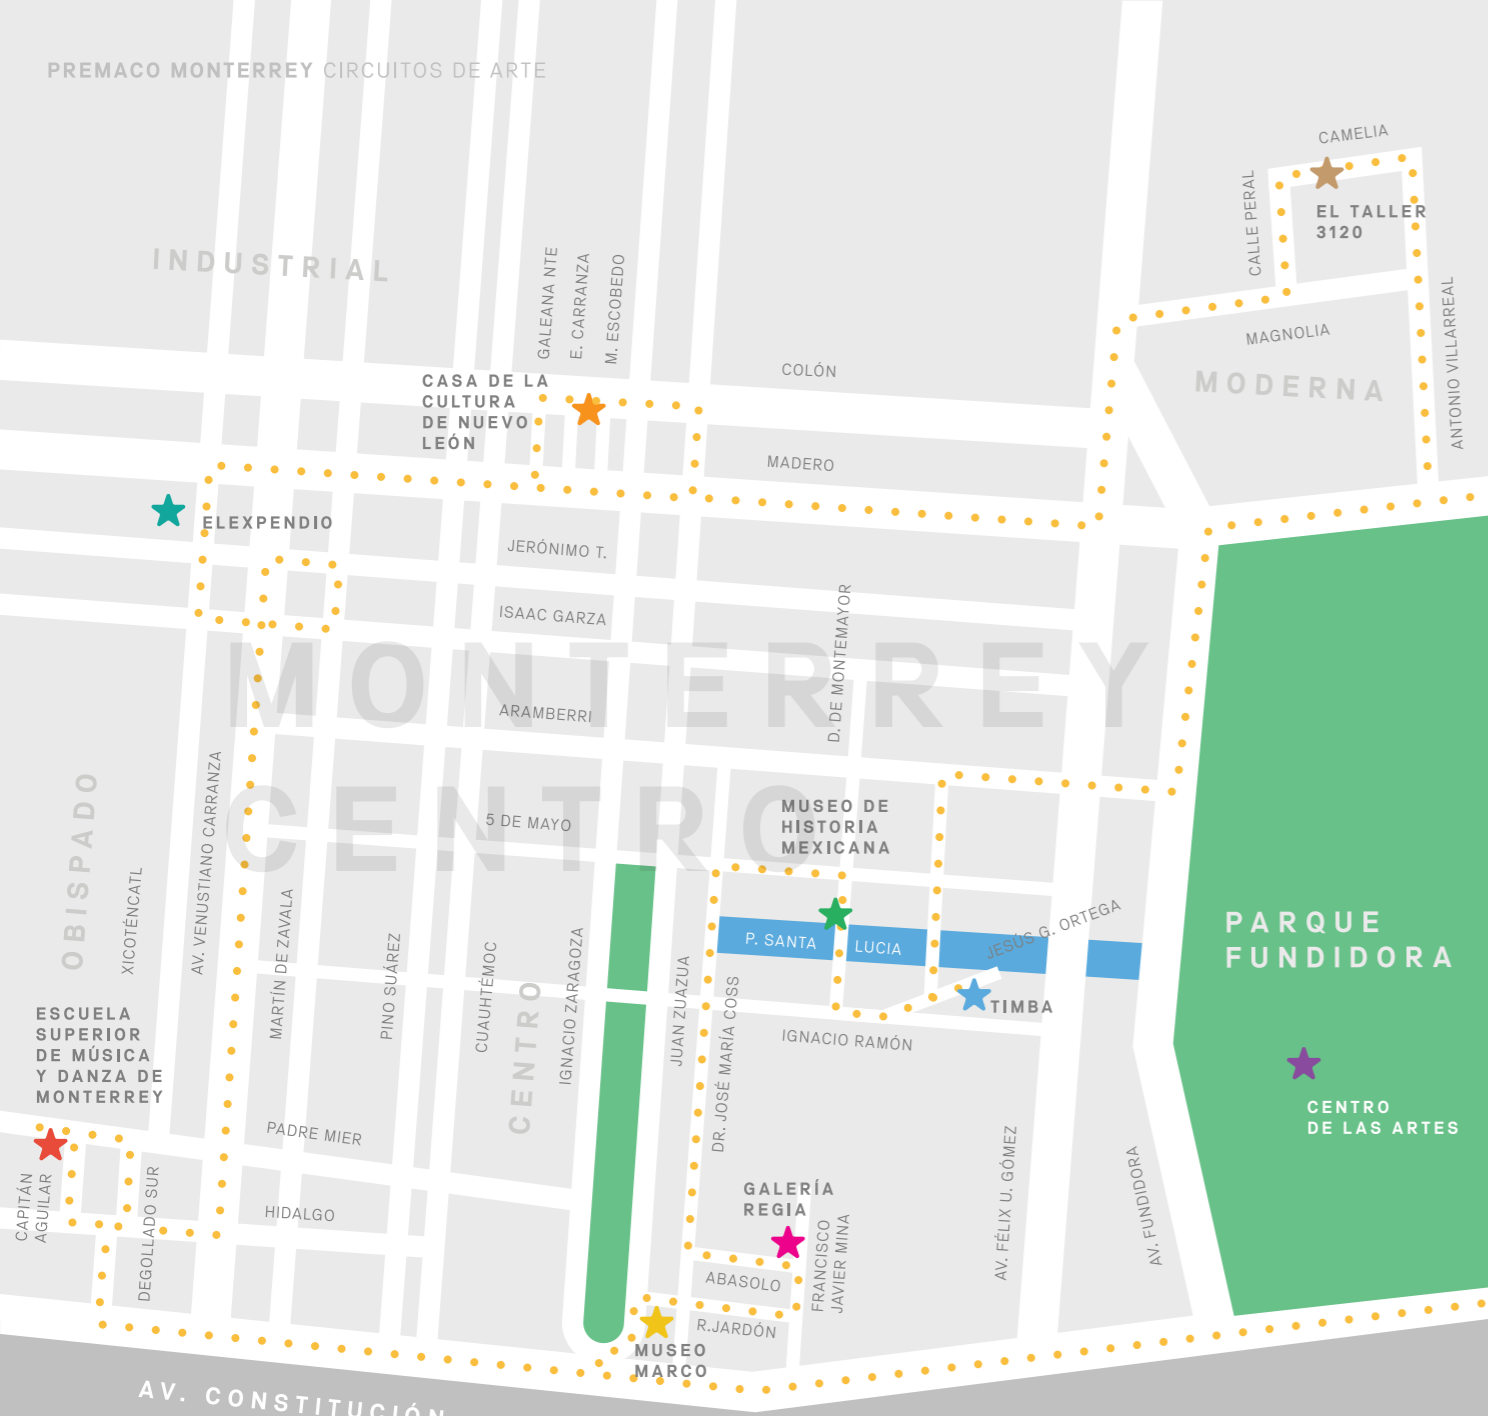 PREMACO MONTERREY CIRCUITOS DE ARTE
CAMELIA
CALLE PERAL
EL TALLER
3120
INDUSTRIAL
GALEANA NTE
E. CARRANZA
M. ESCOBEDO
MAGNOLIA
ANTONIO VILLARREAL
COLÓN
MODERNA
CASA DE LA
CULTURA
DE NUEVO
LEÓN
MADERO
ELEXPENDIO
JERÓNIMO T.
ISAAC GARZA
D. DE MONTEMAYOR
MONTERREY
CENTRO
ARAMBERRI
5 DE MAYO
MUSEO DE
HISTORIA
MEXICANA
OBISPADO
XICOTÉNCATL
AV. VENUSTIANO CARRANZA
MARTÍN DE ZAVALA
PINO SUÁREZ
CUAUHTÉMOC
CENTRO
IGNACIO ZARAGOZA
JUAN ZUAZUA
DR. JOSÉ MARÍA COSS
P. SANTA
LUCIA
JESÚS G. ORTEGA
TIMBA
IGNACIO RAMÓN
PARQUE
FUNDIDORA
CENTRO
DE LAS ARTES
ESCUELA
SUPERIOR
DE MÚSICA
Y DANZA DE
MONTERREY
PADRE MIER
CAPITÁN
AGUILAR
DEGOLLADO SUR
HIDALGO
GALERÍA
REGIA
FRANCISCO
JAVIER MINA
AV. FÉLIX U. GÓMEZ
AV. FUNDIDORA
ABASOLO
R.JARDÓN
MUSEO
MARCO
AV. CONSTITUCIÓN